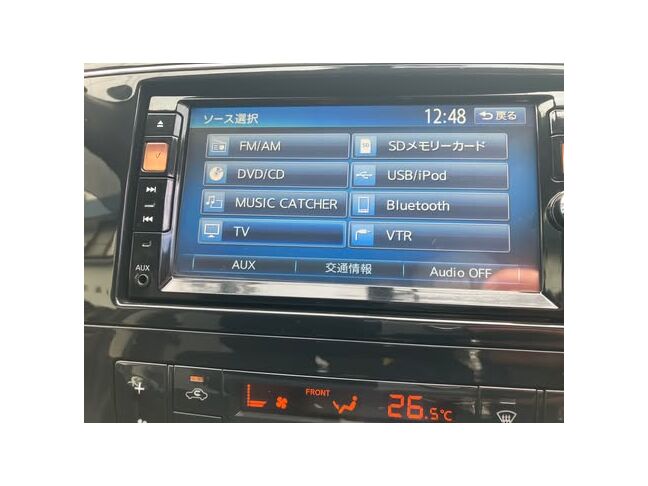 ソース選択
12:48
戻る
FM/AM
SDメモリーカード
DVD/CD
USB/iPod
MUSIC CATCHER
Bluetooth
TV
VTR
AUX
交通情報
Audio OFF
AUX
FRONT
26.5℃